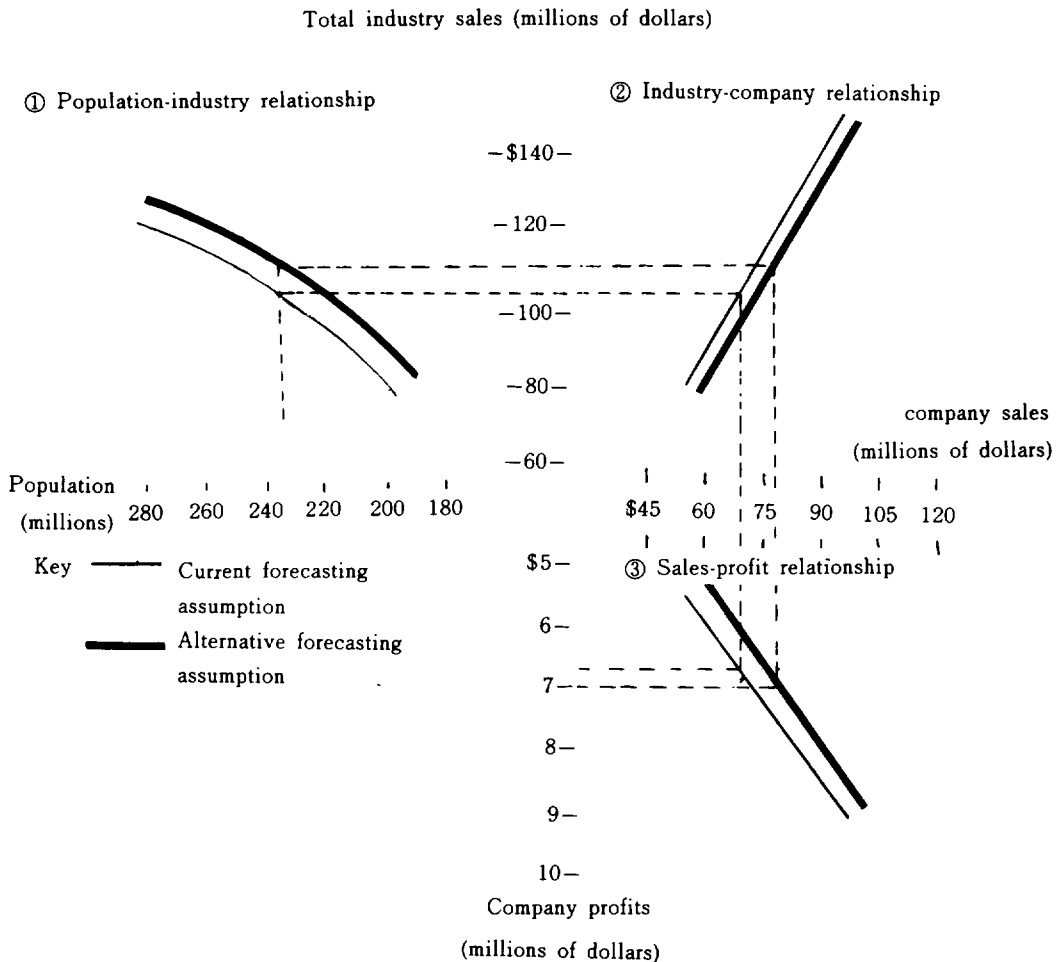 Total industry sales (millions of dollars)
① Population-industry relationship
② Industry-company relationship
–$140–
–120–
–100–
–80–
–60–
company sales
(millions of dollars)
Population
(millions)
280 260 240 220 200 180
$45 60 75 90 105 120
Key
Current forecasting
assumption
Alternative forecasting
assumption
③ Sales-profit relationship
$5–
6–
7–
8–
9–
10–
Company profits
(millions of dollars)